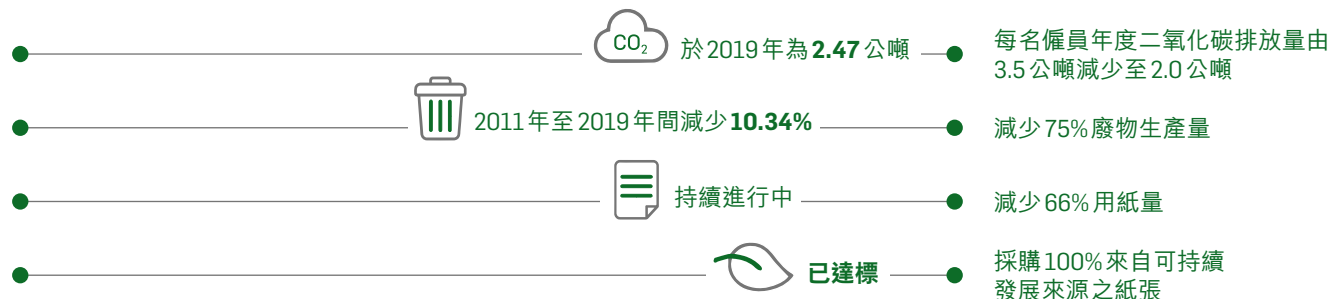 CO₂ 於2019年為2.47公噸
每名僱員年度二氧化碳排放量由
3.5公噸減少至2.0公噸
2011年至2019年間減少10.34%
減少75%廢物生產量
持續進行中
減少66%用紙量
已達標
採購100%來自可持續
發展來源之紙張